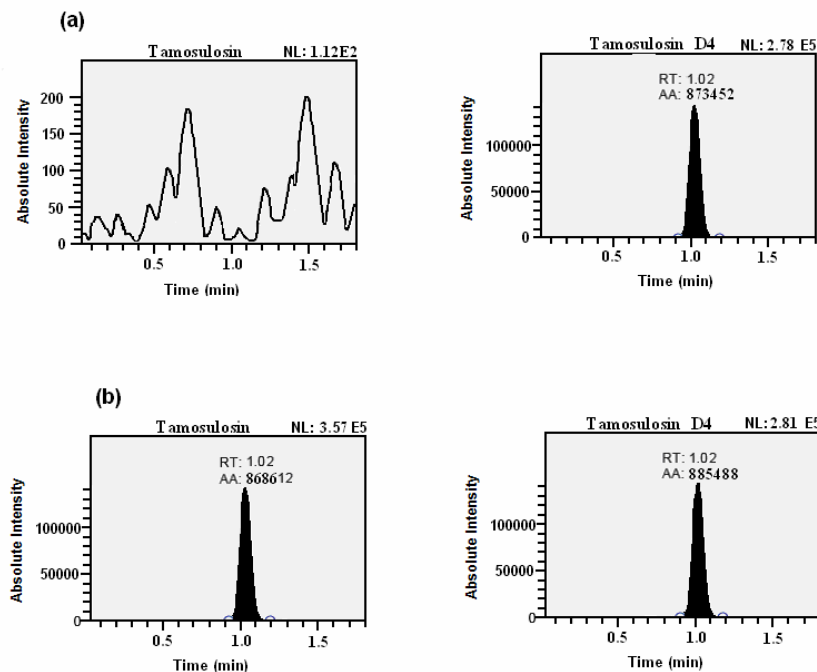 (a)
Tamosulosin NL: 1.12E2
Absolute Intensity
200
150
100
50
0
0.5 1.0 1.5
Time (min)
Tamosulosin D4 NL: 2.78 E5
RT: 1.02
AA: 873452
Absolute Intensity
100000
50000
0
0.5 1.0 1.5
Time (min)
(b)
Tamosulosin NL: 3.57 E5
RT: 1.02
AA: 868612
Absolute Intensity
100000
50000
0
0.5 1.0 1.5
Time (min)
Tamosulosin D4 NL:2.81 E5
RT: 1.02
AA: 885488
Absolute Intensity
100000
50000
0
0.5 1.0 1.5
Time (min)